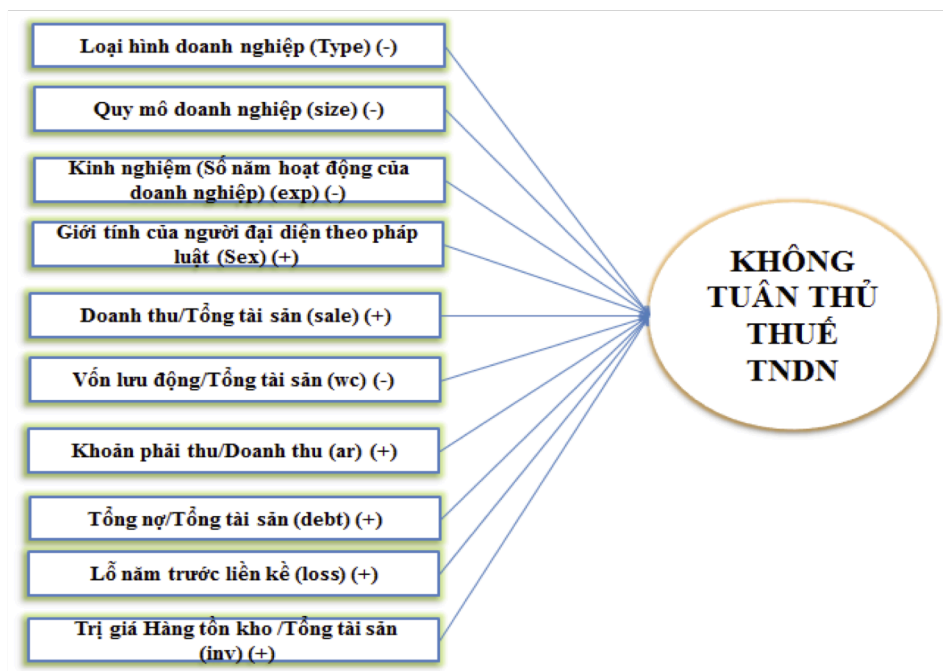 Loại hình doanh nghiệp (Type) (-)
Quy mô doanh nghiệp (size) (-)
Kinh nghiệm (Số năm hoạt động của
doanh nghiệp) (exp) (-)
Giới tính của người đại diện theo pháp
luật (Sex) (+)
Doanh thu/Tổng tài sản (sale) (+)
Vốn lưu động/Tổng tài sản (wc) (-)
Khoản phải thu/Doanh thu (ar) (+)
Tổng nợ/Tổng tài sản (debt) (+)
Lỗ năm trước liền kề (loss) (+)
Trị giá Hàng tồn kho /Tổng tài sản
(inv) (+)
KHÔNG
TUÂN THỦ
THUẾ
TNDN